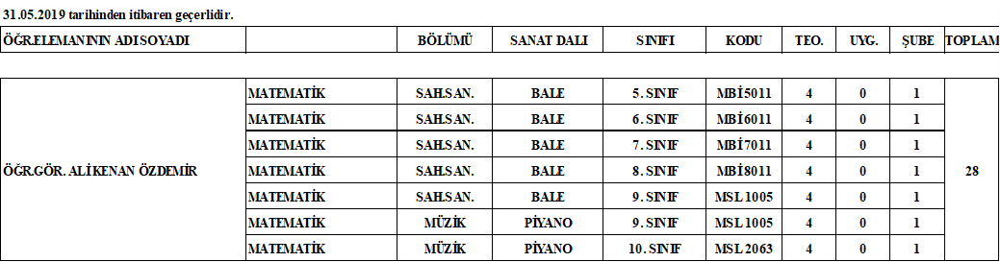 31.05.2019 tarihinden itibaren geçerlidir.
ÖĞR.ELEMANININ ADI SOYADI BÖLÜMÜ SANAT DALI SINIFI KODU TEO. UYG. ŞUBE TOPLAM
MATEMATİK SAH.SAN. BALE 5. SINIF MBİ 5011 4 0 1
MATEMATİK SAH.SAN. BALE 6. SINIF MBİ 6011 4 0 1
MATEMATİK SAH.SAN. BALE 7. SINIF MBİ 7011 4 0 1
ÖĞR.GÖR. ALİ KENAN ÖZDEMİR MATEMATİK SAH.SAN. BALE 8. SINIF MBİ 8011 4 0 1 28
MATEMATİK SAH.SAN. BALE 9. SINIF MSL 1005 4 0 1
MATEMATİK MÜZİK PİYANO 9. SINIF MSL 1005 4 0 1
MATEMATİK MÜZİK PİYANO 10. SINIF MSL 2063 4 0 1